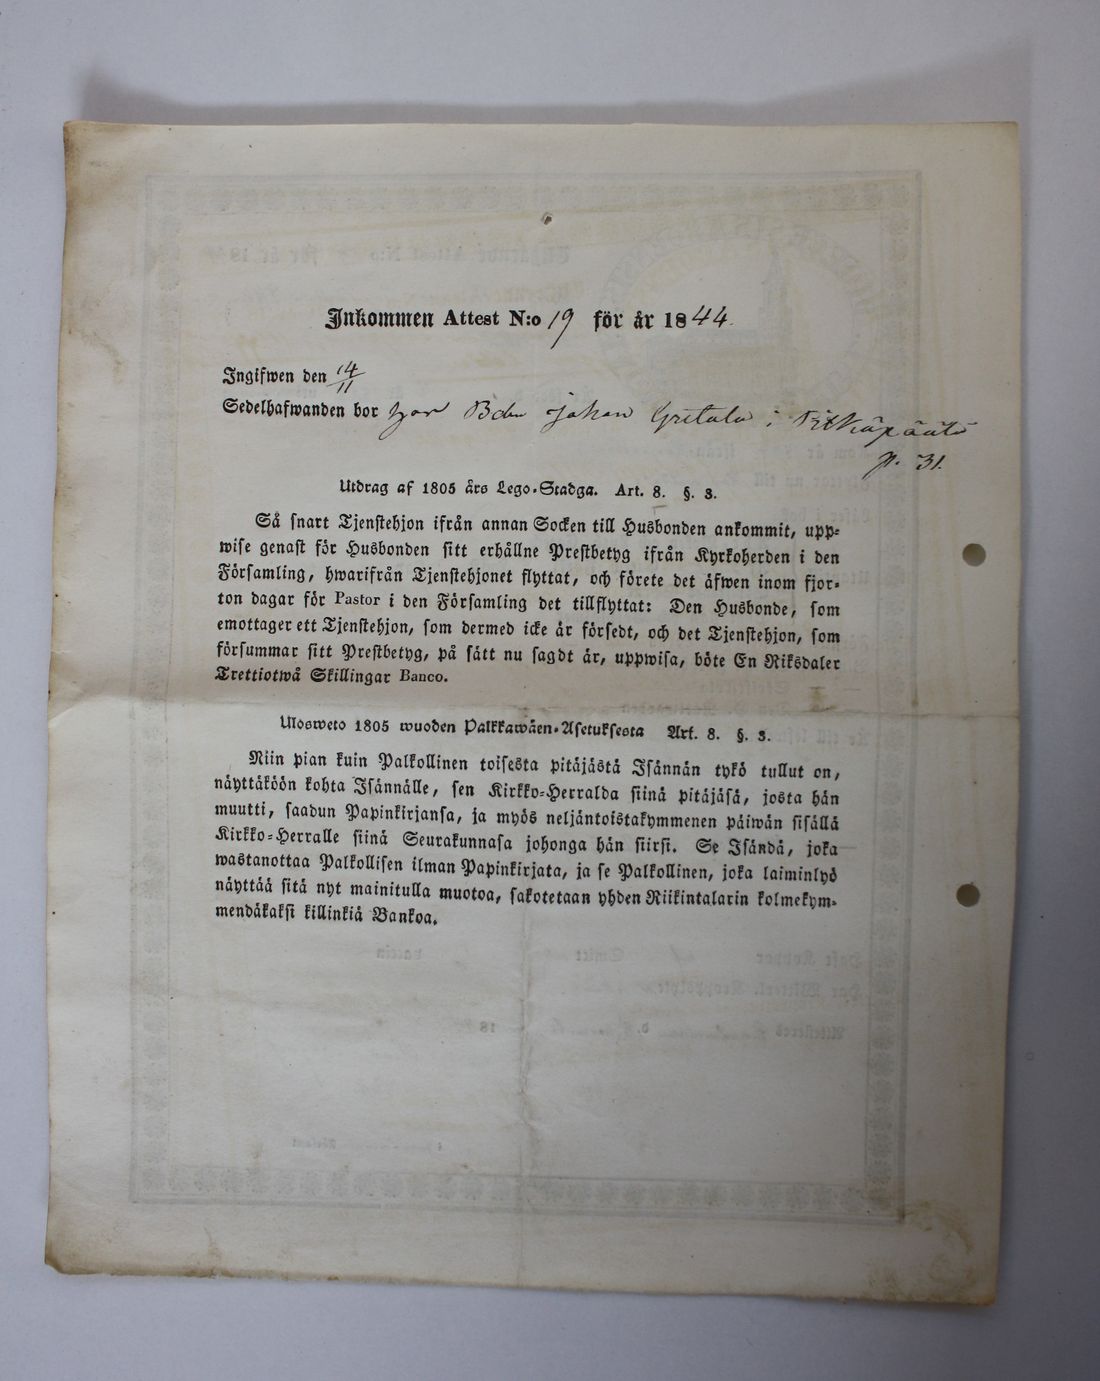 Inkommen Attest N:o 19 för år 1844.
Ingifwen den 14/11
Sedelhafwanden bor hos Bdn Johan Gretala i Pitkäpäätä
p. 31.
Utdrag af 1805 års Lego-Stadga. Art. 8. §. 3.
Så snart Tjenstehjon ifrån annan Socken till Husbonden ankommit, upp-
wise genast för Husbonden sitt erhållne Prestbetyg ifrån Kyrkoherden i den
Församling, hwarifrån Tjenstehjonet flyttat, och förete det äfwen inom fjor-
ton dagar för Pastor i den Församling det tillflyttat: Den Husbonde, som
emottager ett Tjenstehjon, som dermed icke är försedt, och det Tjenstehjon, som
försummar sitt Prestbetyg, på sätt nu sagdt är, uppwisa, böte En Riksdaler
Trettiotwå Skillingar Banco.
Ulosweto 1805 wuoden Palkkawäen-Asetuksesta Art. 8. §. 3.
Niin pian kuin Palkollinen toisesta pitäjästä Isännän tykö tullut on,
näyttäköön kohta Isännälle, sen Kirkko-Herralda siinä pitäjäsä, josta hän
muutti, saadun Papinkirjansa, ja myös neljäntoistakymmenen päiwän sisällä
Kirkko-Herralle siinä Seurakunnasa johonga hän siirsi. Se Isändä, joka
wastanottaa Palkollisen ilman Papinkirjata, ja se Palkollinen, joka laiminlyö
näyttää sitä nyt mainitulla muotoa, sakotetaan yhden Riikintalarin kolmekym-
mendäkaksi killinkiä Bankoa.